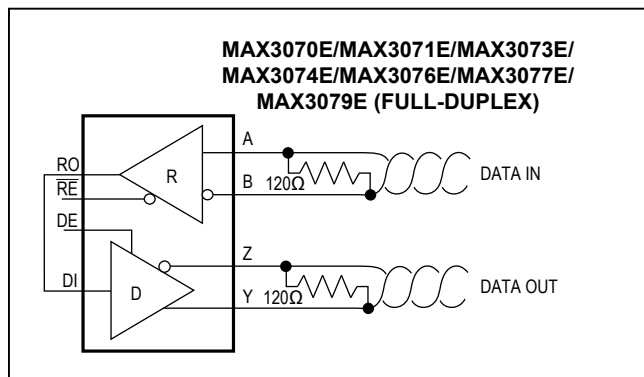 MAX3070E/MAX3071E/MAX3073E/
MAX3074E/MAX3076E/MAX3077E/
MAX3079E (FULL-DUPLEX)
A
RO
R
120Ω
DATA IN
RE
B
DE
Z
DI
D
120Ω
DATA OUT
Y